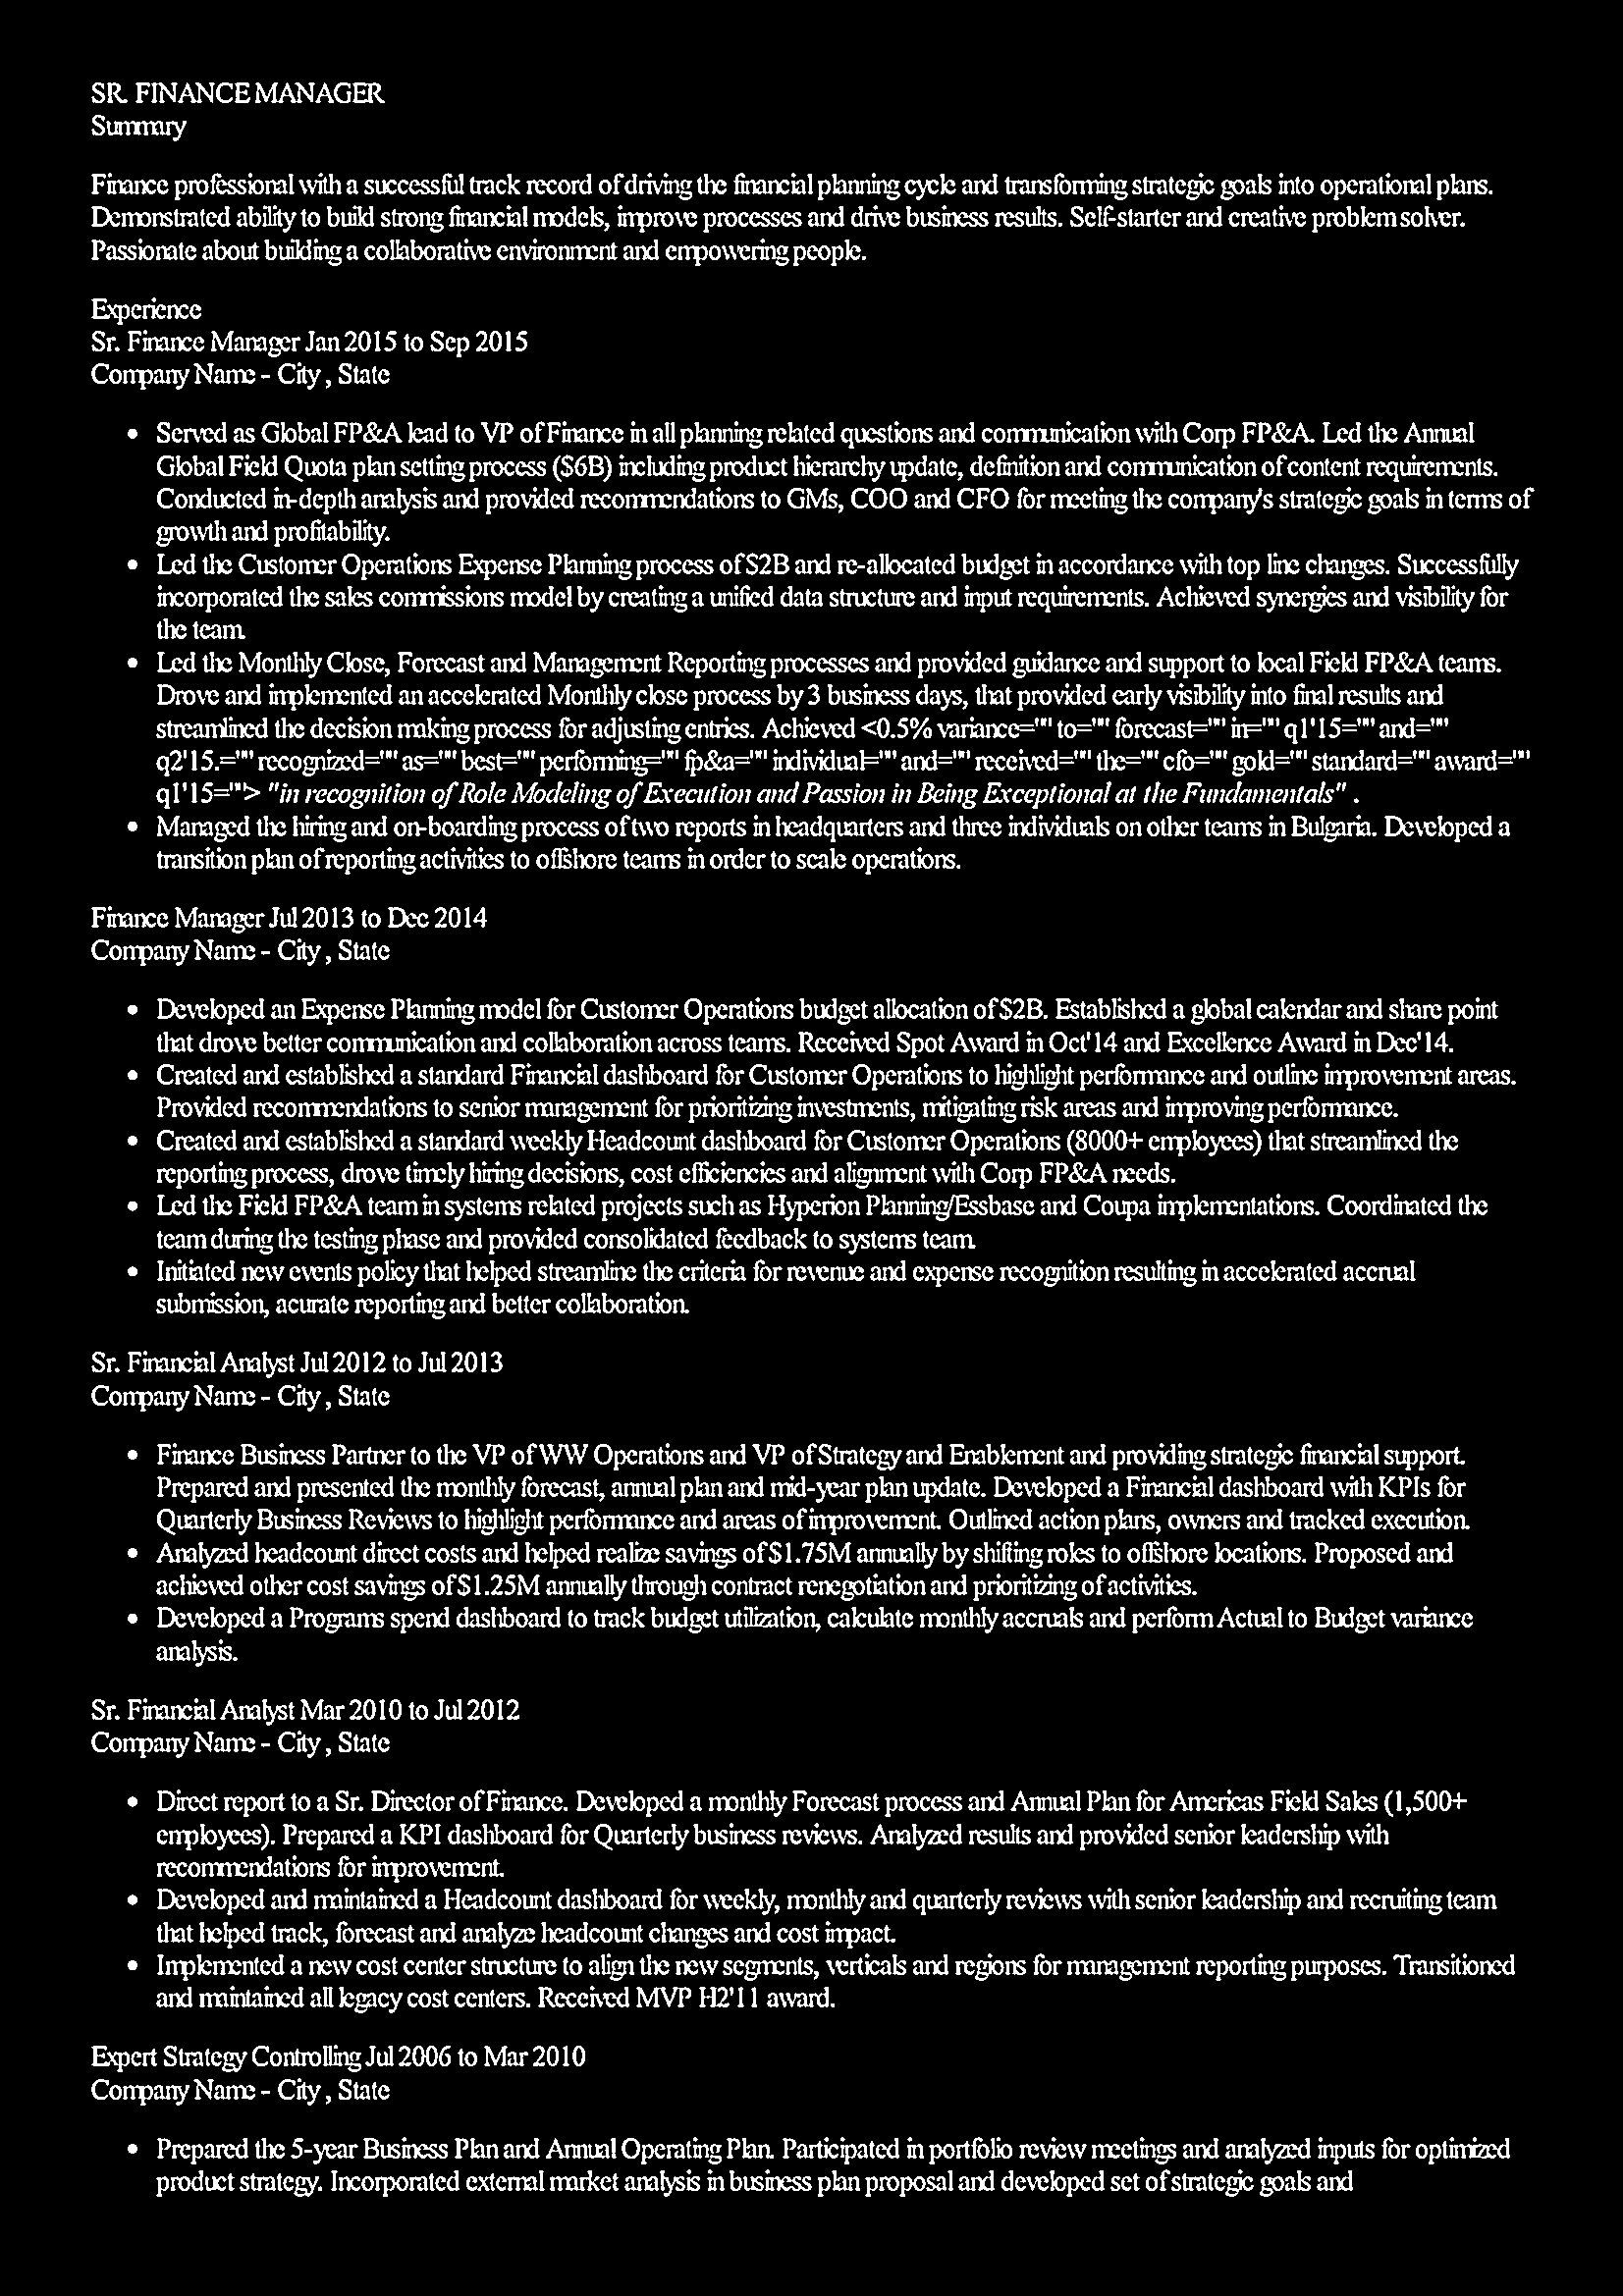 SR. FINANCE MANAGER
Summary
Finance professional with a successful track record of driving the financial planning cycle and transforming strategic goals into operational plans.
Demonstrated ability to build strong financial models, improve processes and drive business results. Self-starter and creative problem solver.
Passionate about building a collaborative environment and empowering people.
Experience
Sr. Finance Manager Jan 2015 to Sep 2015
Company Name - City , State
• Served as Global FP&A lead to VP of Finance in all planning related questions and communication with Corp FP&A. Led the Annual
Global Field Quota plan setting process ($6B) including product hierarchy update, definition and communication of content requirements.
Conducted in-depth analysis and provided recommendations to GMs, COO and CFO for meeting the company's strategic goals in terms of
growth and profitability.
• Led the Customer Operations Expense Planning process of $2B and re-allocated budget in accordance with top line changes. Successfully
incorporated the sales commissions model by creating a unified data structure and input requirements. Achieved synergies and visibility for
the team.
• Led the Monthly Close, Forecast and Management Reporting processes and provided guidance and support to local Field FP&A teams.
Drove and implemented an accelerated Monthly close process by 3 business days, that provided early visibility into final results and
streamlined the decision making process for adjusting entries. Achieved <0.5% variance="" to="" forecast="" in="" q1'15="" and=""
q2'15.="" recognized="" as="" best="" performing="" fp&a="" individual="" and="" received="" the="" cfo="" gold="" standard="" award=""
q1'15=""> "in recognition of Role Modeling of Execution and Passion in Being Exceptional at the Fundamentals" .
• Managed the hiring and on-boarding process of two reports in headquarters and three individuals on other teams in Bulgaria. Developed a
transition plan of reporting activities to offshore teams in order to scale operations.
Finance Manager Jul 2013 to Dec 2014
Company Name - City , State
• Developed an Expense Planning model for Customer Operations budget allocation of $2B. Established a global calendar and share point
that drove better communication and collaboration across teams. Received Spot Award in Oct'14 and Excellence Award in Dec'14.
• Created and established a standard Financial dashboard for Customer Operations to highlight performance and outline improvement areas.
Provided recommendations to senior management for prioritizing investments, mitigating risk areas and improving performance.
• Created and established a standard weekly Headcount dashboard for Customer Operations (8000+ employees) that streamlined the
reporting process, drove timely hiring decisions, cost efficiencies and alignment with Corp FP&A needs.
• Led the Field FP&A team in systems related projects such as Hyperion Planning/Essbase and Coupa implementations. Coordinated the
team during the testing phase and provided consolidated feedback to systems team.
• Initiated new events policy that helped streamline the criteria for revenue and expense recognition resulting in accelerated accrual
submission, acurate reporting and better collaboration.
Sr. Financial Analyst Jul 2012 to Jul 2013
Company Name - City , State
• Finance Business Partner to the VP of WW Operations and VP of Strategy and Enablement and providing strategic financial support.
Prepared and presented the monthly forecast, annual plan and mid-year plan update. Developed a Financial dashboard with KPIs for
Quarterly Business Reviews to highlight performance and areas of improvement. Outlined action plans, owners and tracked execution.
• Analyzed headcount direct costs and helped realize savings of $1.75M annually by shifting roles to offshore locations. Proposed and
achieved other cost savings of $1.25M annually through contract renegotiation and prioritizing of activities.
• Developed a Programs spend dashboard to track budget utilization, calculate monthly accruals and perform Actual to Budget variance
analysis.
Sr. Financial Analyst Mar 2010 to Jul 2012
Company Name - City , State
• Direct report to a Sr. Director of Finance. Developed a monthly Forecast process and Annual Plan for Americas Field Sales (1,500+
employees). Prepared a KPI dashboard for Quarterly business reviews. Analyzed results and provided senior leadership with
recommendations for improvement.
• Developed and maintained a Headcount dashboard for weekly, monthly and quarterly reviews with senior leadership and recruiting team
that helped track, forecast and analyze headcount changes and cost impact.
• Implemented a new cost center structure to align the new segments, verticals and regions for management reporting purposes. Transitioned
and maintained all legacy cost centers. Received MVP H2'11 award.
Expert Strategy Controlling Jul 2006 to Mar 2010
Company Name - City , State
• Prepared the 5-year Business Plan and Annual Operating Plan. Participated in portfolio review meetings and analyzed inputs for optimized
product strategy. Incorporated external market analysis in business plan proposal and developed set of strategic goals and